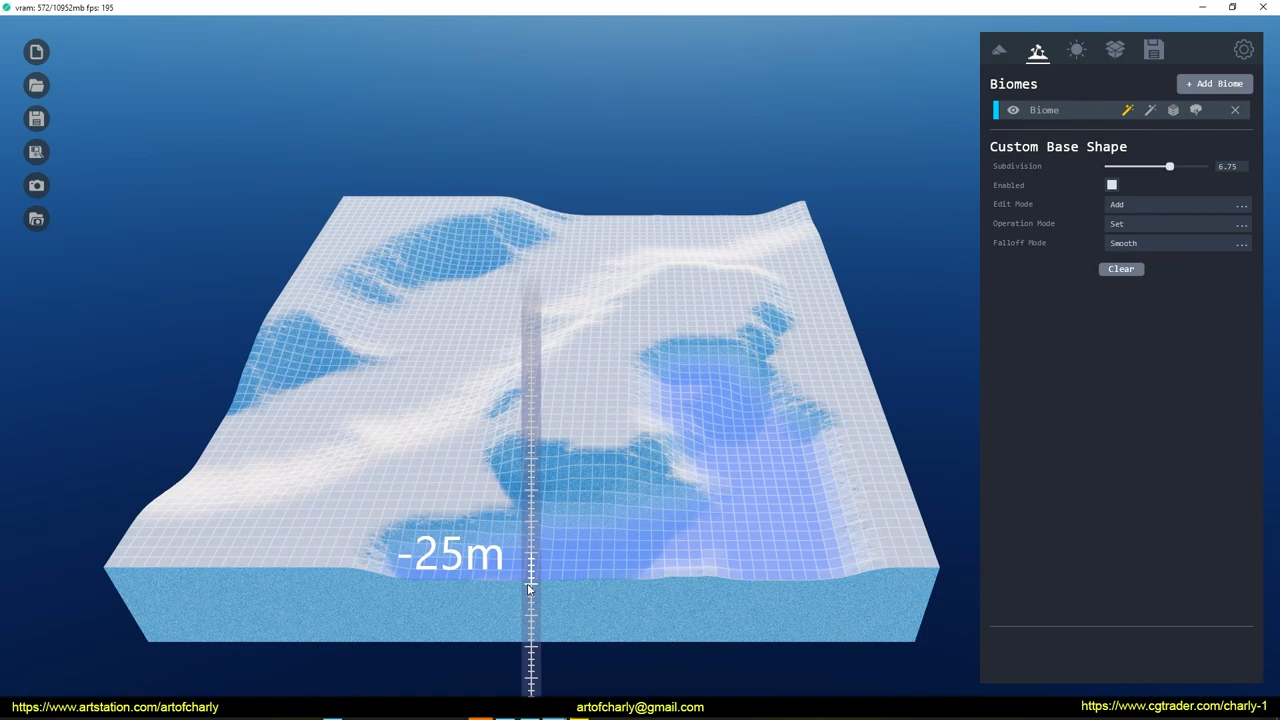 vram: 572/10952mb fps: 195
Biomes
+ Add Biome
Biome
Custom Base Shape
Subdivision 6.75
Enabled
Edit Mode Add ...
Operation Mode Set ...
Falloff Mode Smooth ...
Clear
-25m
https://www.artstation.com/artofcharly
artofcharly@gmail.com
https://www.cgtrader.com/charly-1